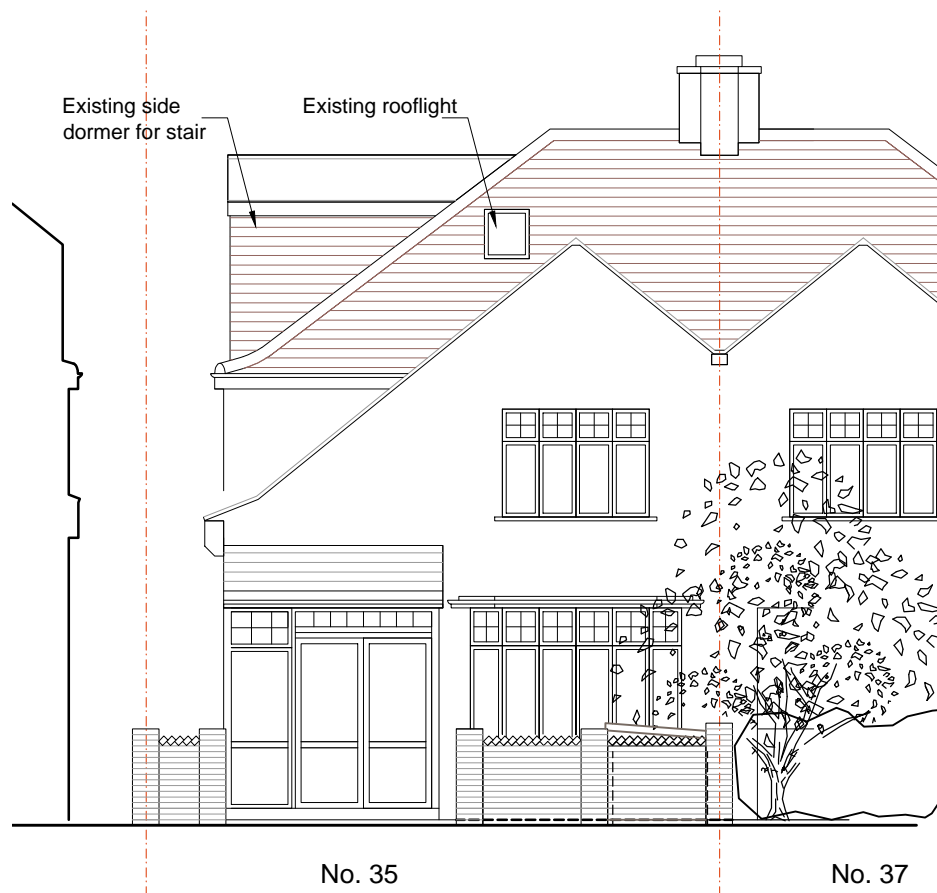 Existing side
dormer for stair
Existing rooflight
No. 35
No. 37